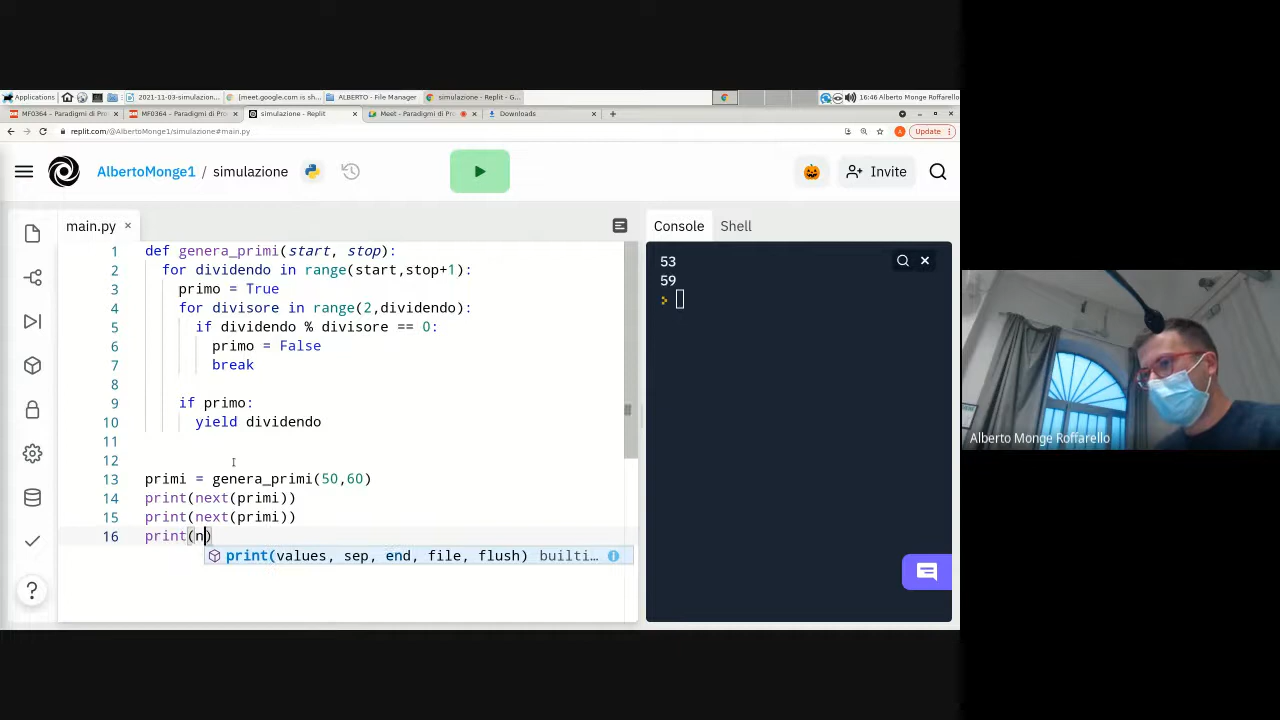 Applications
2021-11-03-simulazion...
[meet.google.com is sh...
ALBERTO - File Manager
simulazione - Replit - G...
16:46 Alberto Monge Roffarello
MF0364 – Paradigmi di Pro
MF0364 – Paradigmi di Pro
simulazione - Replit
Meet - Paradigmi di Pro
Downloads
replit.com/@AlbertoMonge1/simulazione#main.py
Update
AlbertoMonge1 / simulazione
Invite
main.py
Console
Shell
1 def genera_primi(start, stop):
2 for dividendo in range(start,stop+1):
3 primo = True
4 for divisore in range(2,dividendo):
5 if dividendo % divisore == 0:
6 primo = False
7 break
8
9 if primo:
10 yield dividendo
11
12
13 primi = genera_primi(50,60)
14 print(next(primi))
15 print(next(primi))
16 print(n)
print(values, sep, end, file, flush) builti...
53
59
Alberto Monge Roffarello